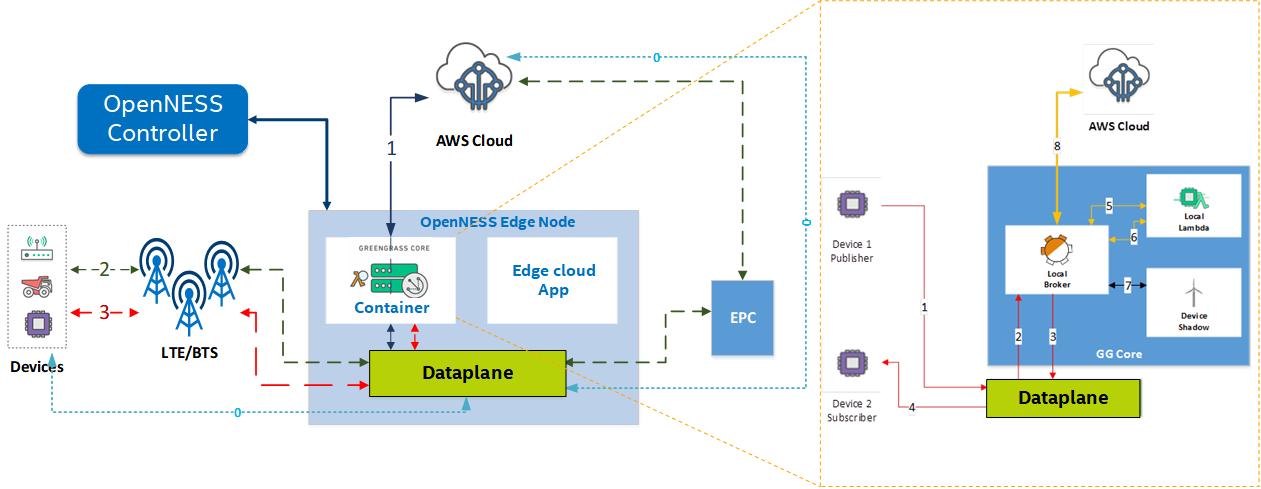 OpenNESS
Controller
AWS Cloud
1
0
0
OpenNESS Edge Node
GREENGRASS CORE
Container
Edge cloud
App
2
3
Devices
LTE/BTS
Dataplane
EPC
0
AWS Cloud
8
Device 1
Publisher
5
6
Local
Lambda
Local
Broker
7
Device
Shadow
1
2
3
GG Core
Device 2
Subscriber
4
Dataplane